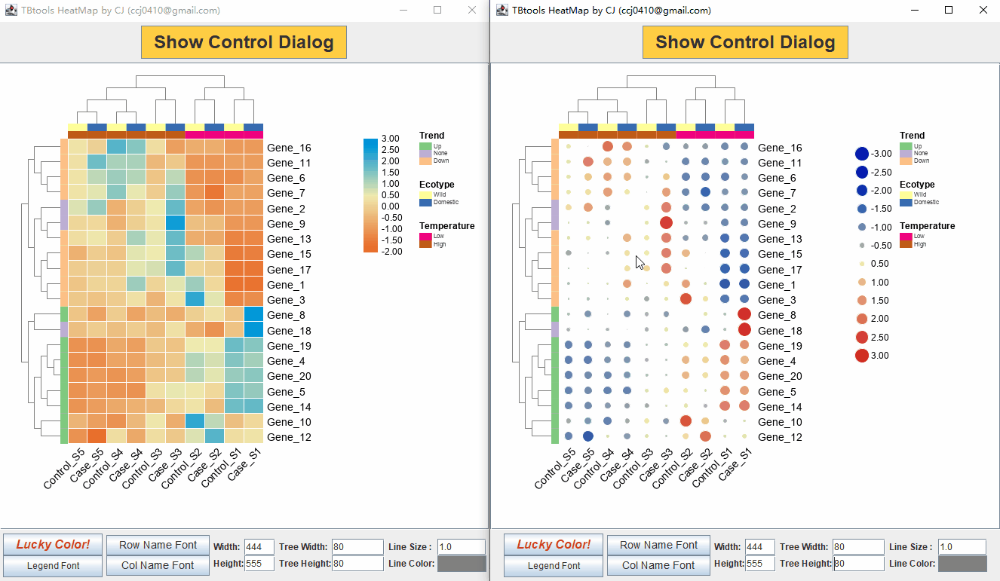 TBtools HeatMap by CJ (ccj0410@gmail.com)
Show Control Dialog
Gene_16
Gene_11
Gene_6
Gene_7
Gene_2
Gene_9
Gene_13
Gene_15
Gene_17
Gene_1
Gene_3
Gene_8
Gene_18
Gene_19
Gene_4
Gene_20
Gene_5
Gene_14
Gene_10
Gene_12
Control_S5
Case_S5
Control_S4
Case_S4
Control_S3
Case_S3
Control_S2
Case_S2
Control_S1
Case_S1
3.00
2.50
2.00
1.50
1.00
0.50
0.00
-0.50
-1.00
-1.50
-2.00
Trend
Up
None
Down
Ecotype
Wild
Domestic
Temperature
Low
High
Lucky Color!
Row Name Font
Width: 444
Tree Width: 80
Line Size : 1.0
Legend Font
Col Name Font
Height: 555
Tree Height: 80
Line Color:
TBtools HeatMap by CJ (ccj0410@gmail.com)
Show Control Dialog
Gene_16
Gene_11
Gene_6
Gene_7
Gene_2
Gene_9
Gene_13
Gene_15
Gene_17
Gene_1
Gene_3
Gene_8
Gene_18
Gene_19
Gene_4
Gene_20
Gene_5
Gene_14
Gene_10
Gene_12
Control_S5
Case_S5
Control_S4
Case_S4
Control_S3
Case_S3
Control_S2
Case_S2
Control_S1
Case_S1
-3.00
-2.50
-2.00
-1.50
-1.00
-0.50
0.50
1.00
1.50
2.00
2.50
3.00
Trend
Up
None
Down
Ecotype
Wild
Domestic
Temperature
Low
High
Lucky Color!
Row Name Font
Width: 444
Tree Width: 80
Line Size : 1.0
Legend Font
Col Name Font
Height: 555
Tree Height: 80
Line Color: